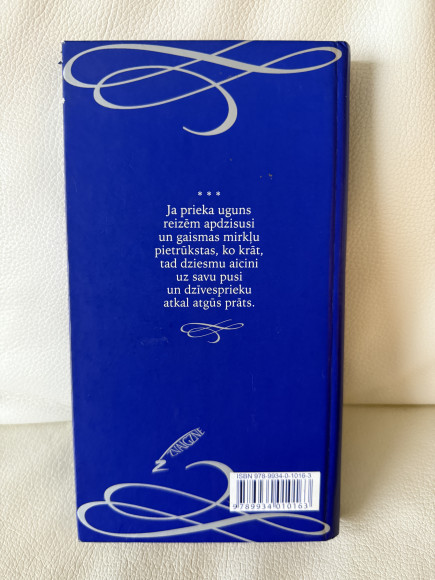 * * *
Ja prieka uguns
reizēm apdzisusi
un gaismas mirkļu
pietrūkstas, ko krāt,
tad dziesmu aicini
uz savu pusi
un dzīvesprieku
atkal atgūs prāts.
ZVAIGZNE
ISBN 978-9934-0-1016-3
9789934010163